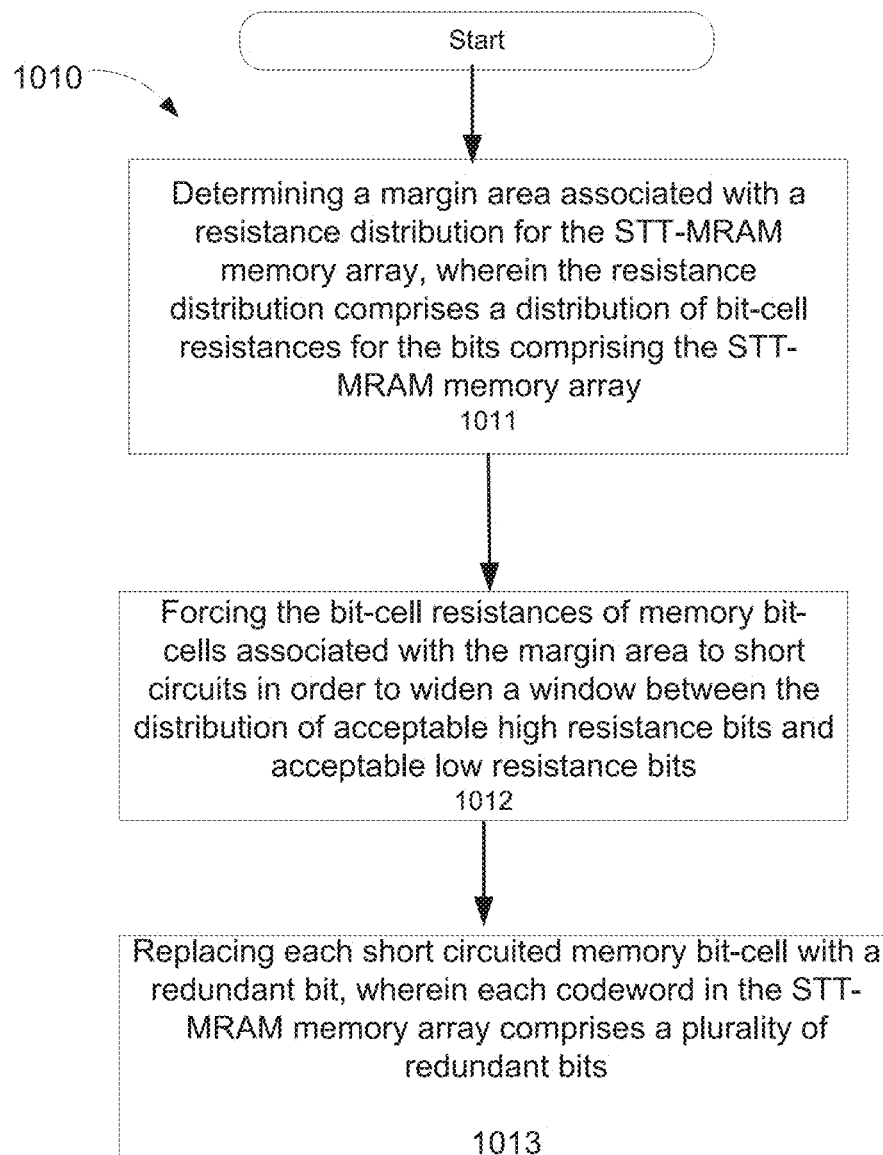 Start
1010
Determining a margin area associated with a
resistance distribution for the STT-MRAM
memory array, wherein the resistance
distribution comprises a distribution of bit-cell
resistances for the bits comprising the STT-
MRAM memory array
1011
Forcing the bit-cell resistances of memory bit-
cells associated with the margin area to short
circuits in order to widen a window between the
distribution of acceptable high resistance bits and
acceptable low resistance bits
1012
Replacing each short circuited memory bit-cell with a
redundant bit, wherein each codeword in the STT-
MRAM memory array comprises a plurality of
redundant bits
1013